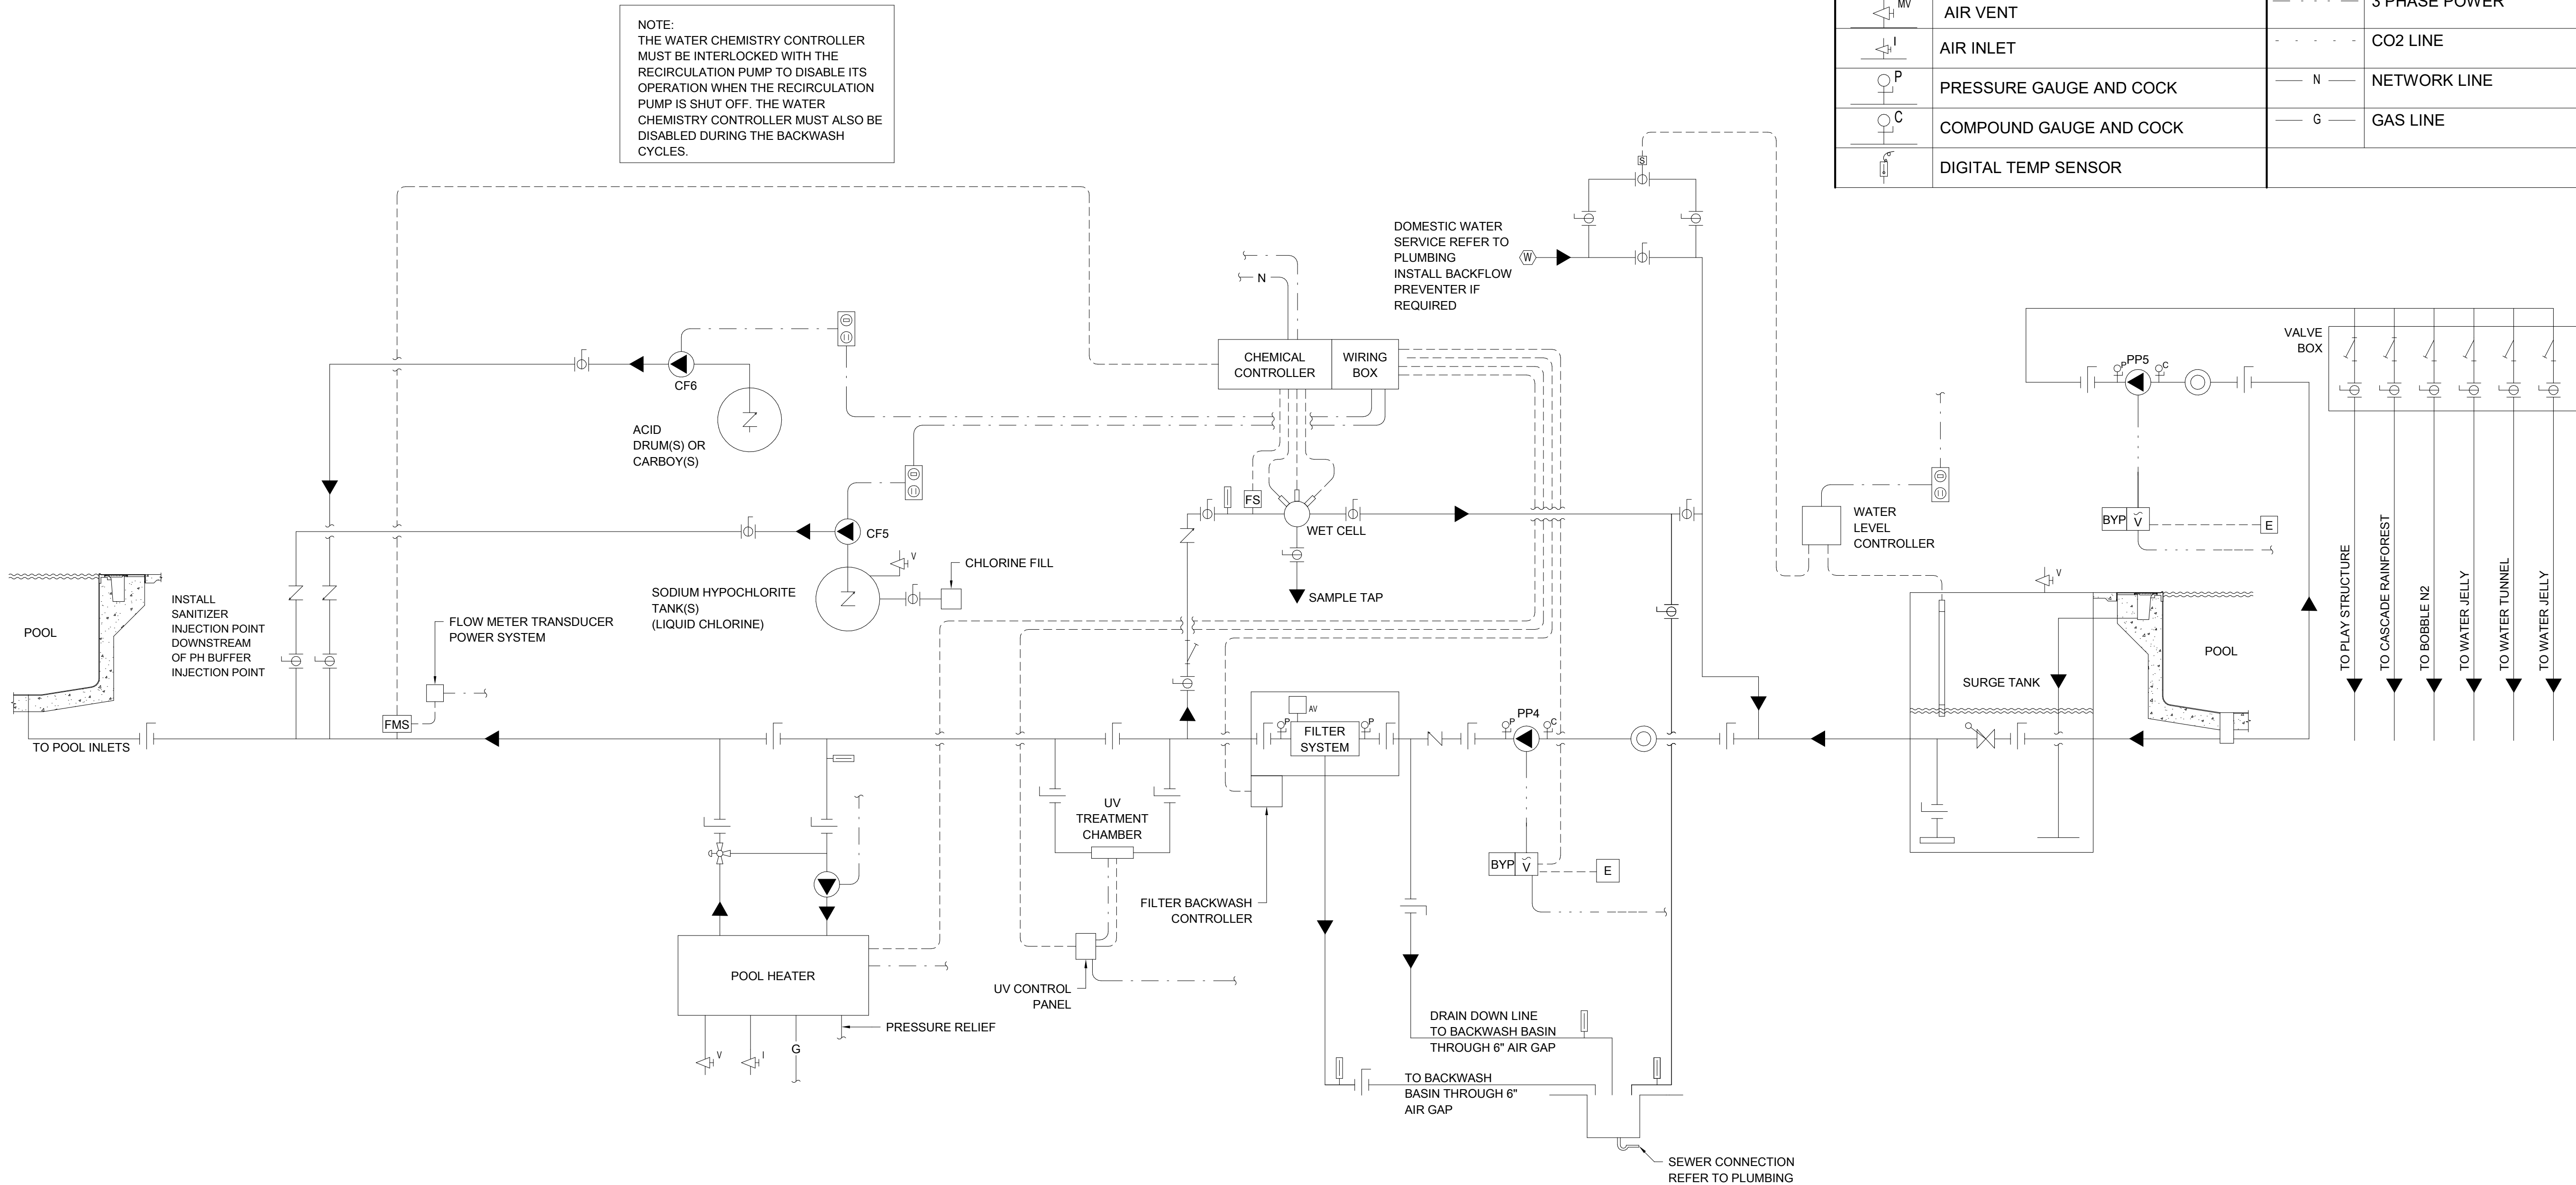 NOTE:
THE WATER CHEMISTRY CONTROLLER
MUST BE INTERLOCKED WITH THE
RECIRCULATION PUMP TO DISABLE ITS
OPERATION WHEN THE RECIRCULATION
PUMP IS SHUT OFF. THE WATER
CHEMISTRY CONTROLLER MUST ALSO BE
DISABLED DURING THE BACKWASH
CYCLES.
MV
AIR VENT
3 PHASE POWER
I
AIR INLET
CO2 LINE
P
PRESSURE GAUGE AND COCK
N
NETWORK LINE
C
COMPOUND GAUGE AND COCK
G
GAS LINE
DIGITAL TEMP SENSOR
S
DOMESTIC WATER
SERVICE REFER TO
PLUMBING
INSTALL BACKFLOW
PREVENTER IF
REQUIRED
W
N
CHEMICAL
CONTROLLER
WIRING
BOX
CF6
ACID
DRUM(S) OR
CARBOY(S)
CF5
SODIUM HYPOCHLORITE
TANK(S)
(LIQUID CHLORINE)
V
CHLORINE FILL
FS
WET CELL
SAMPLE TAP
WATER
LEVEL
CONTROLLER
VALVE
BOX
PP5
P
C
BYP
V
E
TO PLAY STRUCTURE
TO CASCADE RAINFOREST
TO BOBBLE N2
TO WATER JELLY
TO WATER TUNNEL
TO WATER JELLY
POOL
INSTALL
SANITIZER
INJECTION POINT
DOWNSTREAM
OF PH BUFFER
INJECTION POINT
FLOW METER TRANSDUCER
POWER SYSTEM
FMS
TO POOL INLETS
V
SURGE TANK
POOL
AV
P
P
FILTER
SYSTEM
PP4
P
C
UV
TREATMENT
CHAMBER
BYP
V
E
FILTER BACKWASH
CONTROLLER
POOL HEATER
UV CONTROL
PANEL
PRESSURE RELIEF
V
I
G
DRAIN DOWN LINE
TO BACKWASH BASIN
THROUGH 6" AIR GAP
TO BACKWASH
BASIN THROUGH 6"
AIR GAP
SEWER CONNECTION
REFER TO PLUMBING